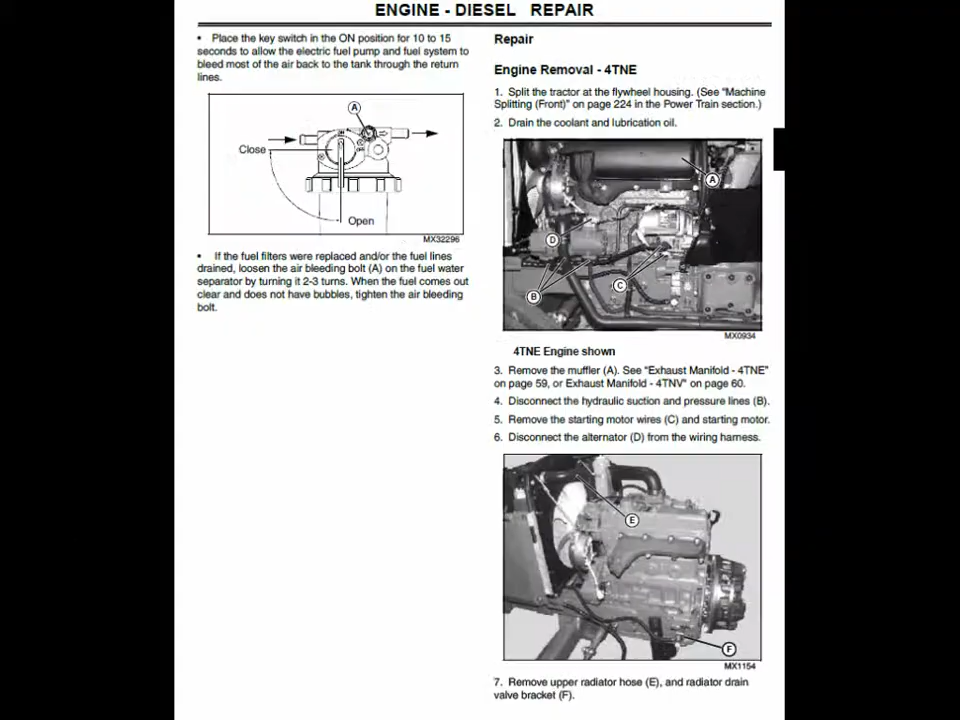 ENGINE - DIESEL   REPAIR
•   Place the key switch in the ON position for 10 to 15
seconds to allow the electric fuel pump and fuel system to
bleed most of the air back to the tank through the return
lines.
A
Close
Open
MX32296
•   If the fuel filters were replaced and/or the fuel lines
drained, loosen the air bleeding bolt (A) on the fuel water
separator by turning it 2-3 turns. When the fuel comes out
clear and does not have bubbles, tighten the air bleeding
bolt.
Repair
Engine Removal - 4TNE
1.  Split the tractor at the flywheel housing. (See "Machine
Splitting (Front)" on page 224 in the Power Train section.)
2.  Drain the coolant and lubrication oil.
A
D
C
B
MX0934
4TNE Engine shown
3.  Remove the muffler (A). See "Exhaust Manifold - 4TNE"
on page 59, or Exhaust Manifold - 4TNV" on page 60.
4.  Disconnect the hydraulic suction and pressure lines (B).
5.  Remove the starting motor wires (C) and starting motor.
6.  Disconnect the alternator (D) from the wiring harness.
E
F
MX1154
7.  Remove upper radiator hose (E), and radiator drain
valve bracket (F).